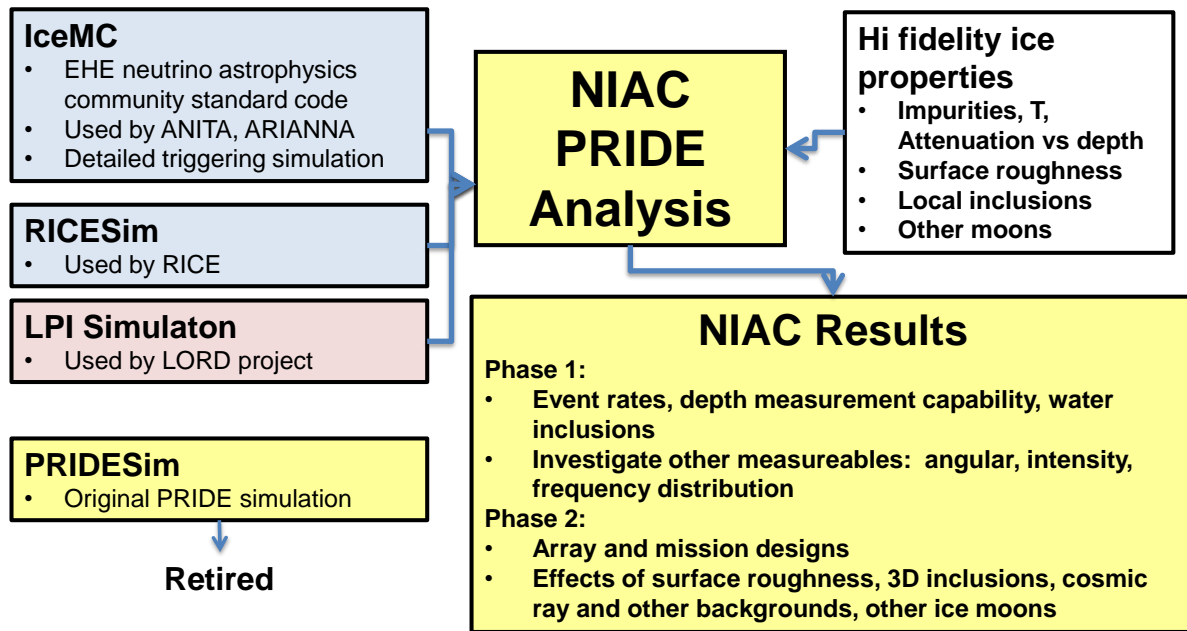 IceMC
• EHE neutrino astrophysics
community standard code
• Used by ANITA, ARIANNA
• Detailed triggering simulation
RICESim
• Used by RICE
LPI Simulaton
• Used by LORD project
PRIDESim
• Original PRIDE simulation
Retired
NIAC
PRIDE
Analysis
Hi fidelity ice
properties
• Impurities, T,
Attenuation vs depth
• Surface roughness
• Local inclusions
• Other moons
NIAC Results
Phase 1:
• Event rates, depth measurement capability, water
inclusions
• Investigate other measureables: angular, intensity,
frequency distribution
Phase 2:
• Array and mission designs
• Effects of surface roughness, 3D inclusions, cosmic
ray and other backgrounds, other ice moons